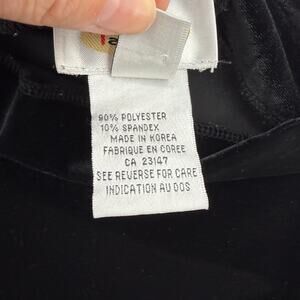 90% POLYESTER
10% SPANDEX
MADE IN KOREA
FABRIQUE EN COREE
CA 23147
SEE REVERSE FOR CARE
INDICATION AU DOS